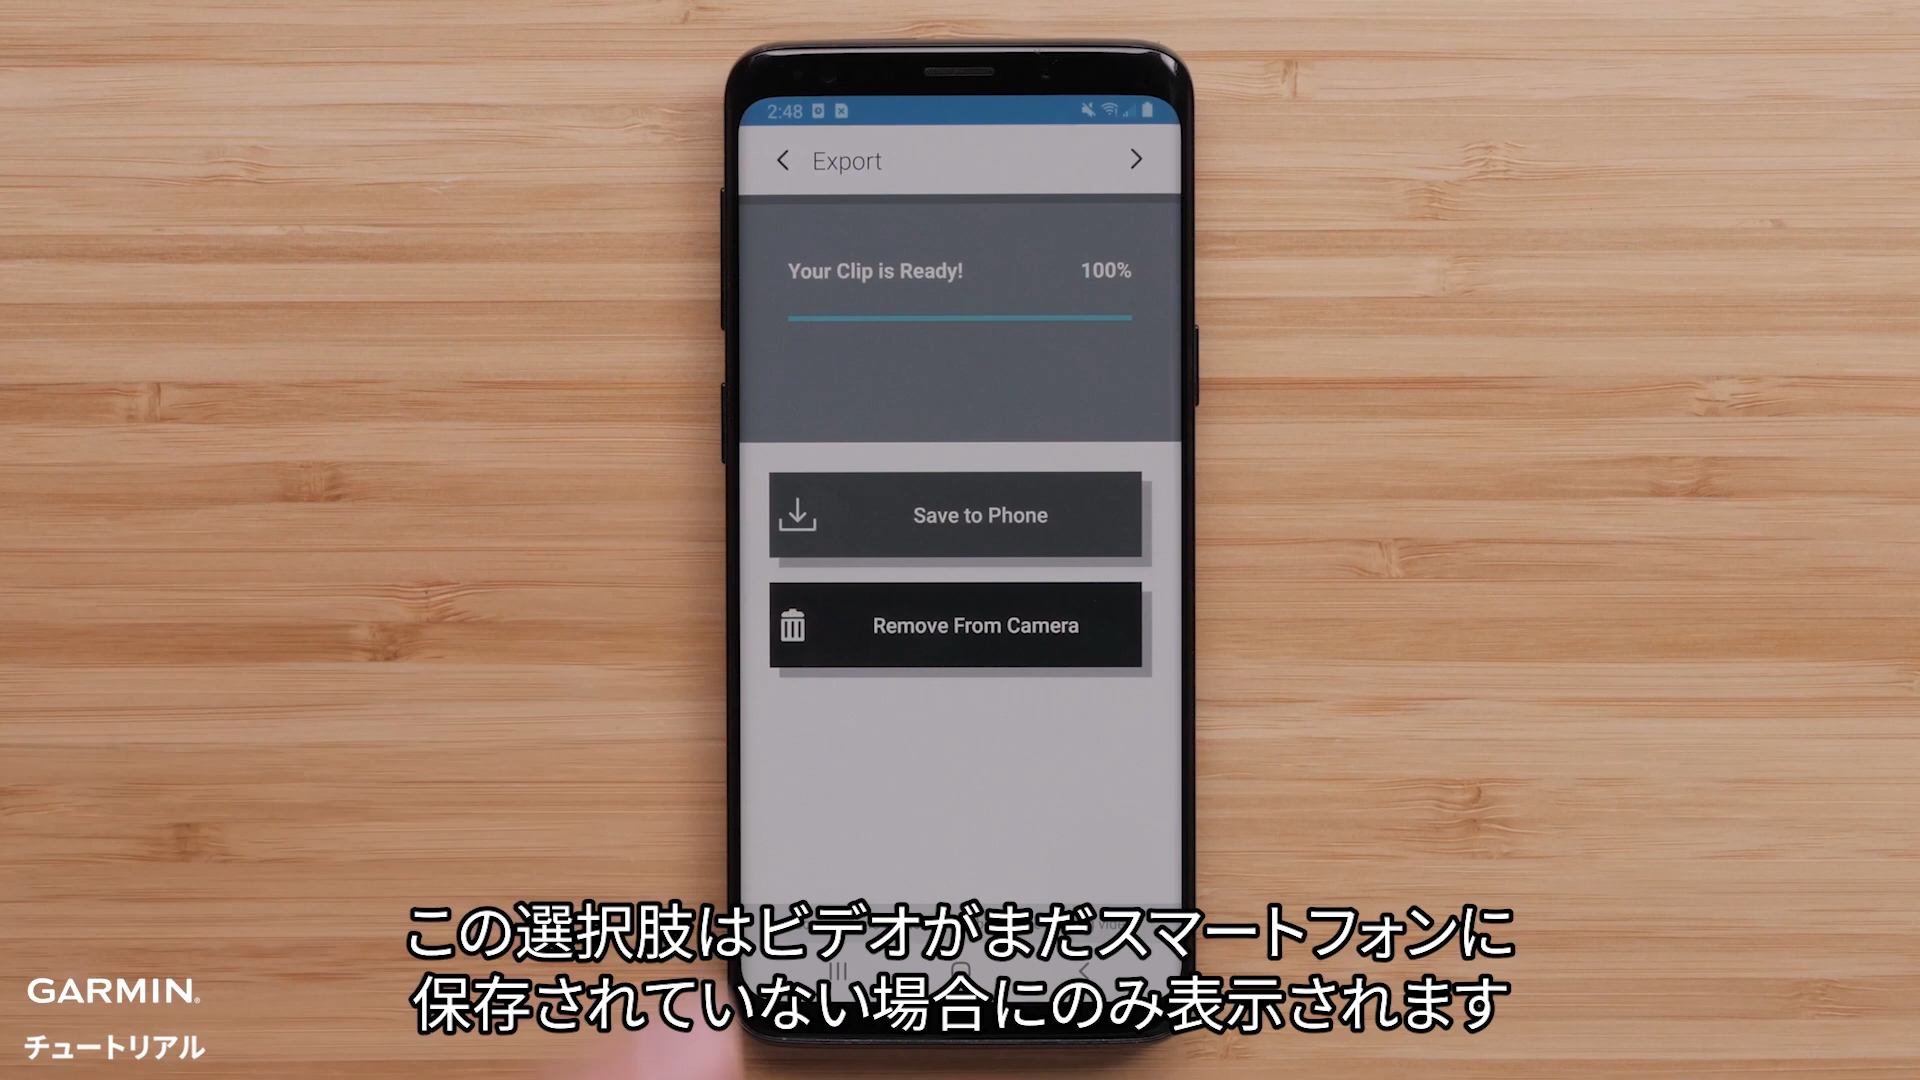 2:48
Export
Your Clip is Ready! 100%
Save to Phone
Remove From Camera
この選択肢はビデオがまだスマートフォンに
保存されていない場合にのみ表示されます
GARMIN®
チュートリアル